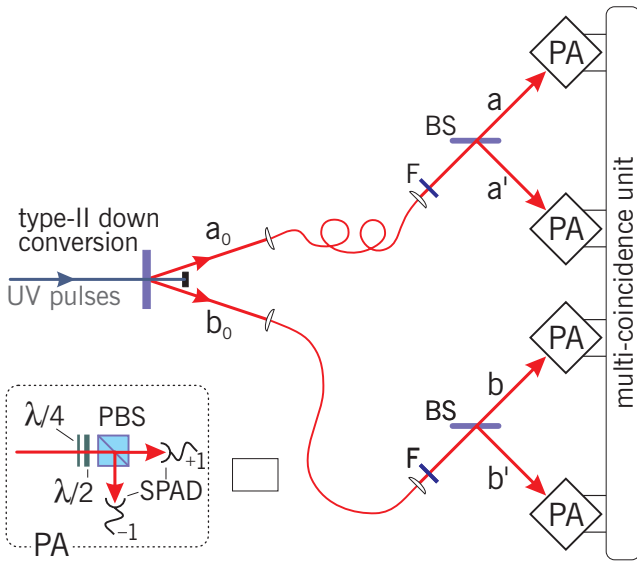 PA
a
BS
F
a'
PA
type-II down
conversion
a₀
UV pulses
b₀
PA
b
BS
F
b'
PA
multi-coincidence unit
λ/4
PBS
+1
λ/2
SPAD
−1
PA